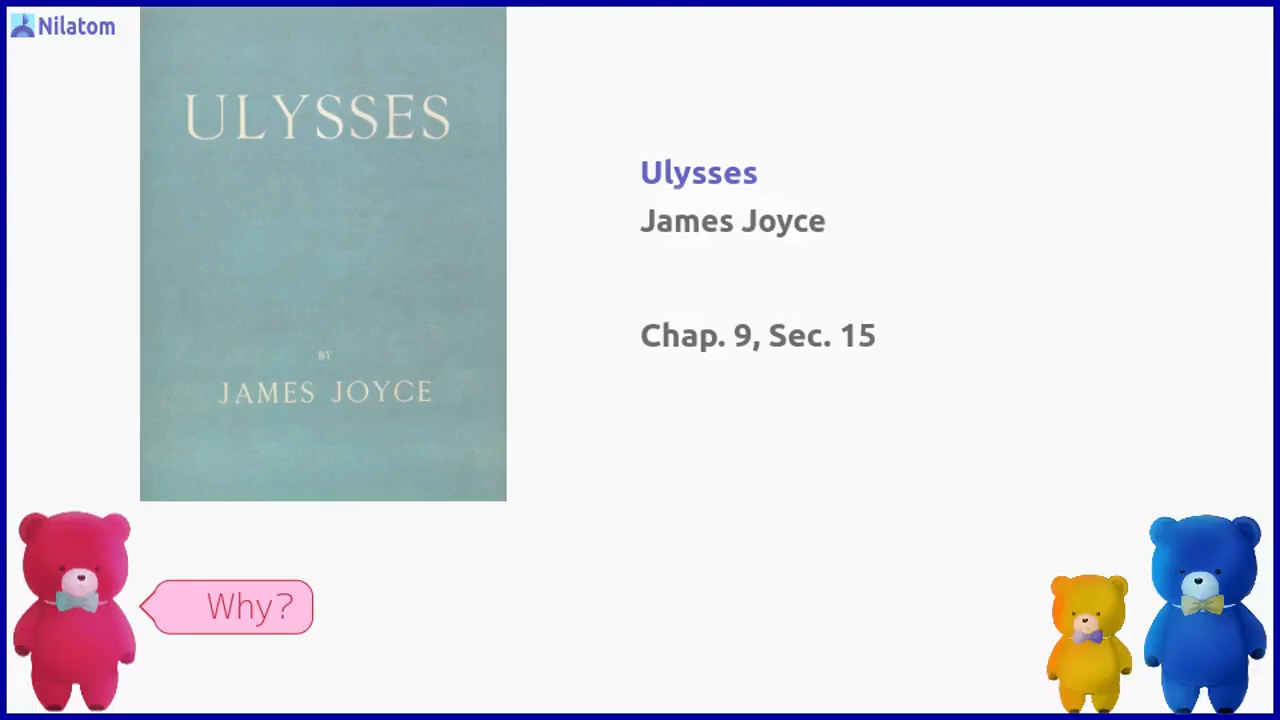 Nilatom
ULYSSES
BY
JAMES JOYCE
Ulysses
James Joyce
Chap. 9, Sec. 15
Why?